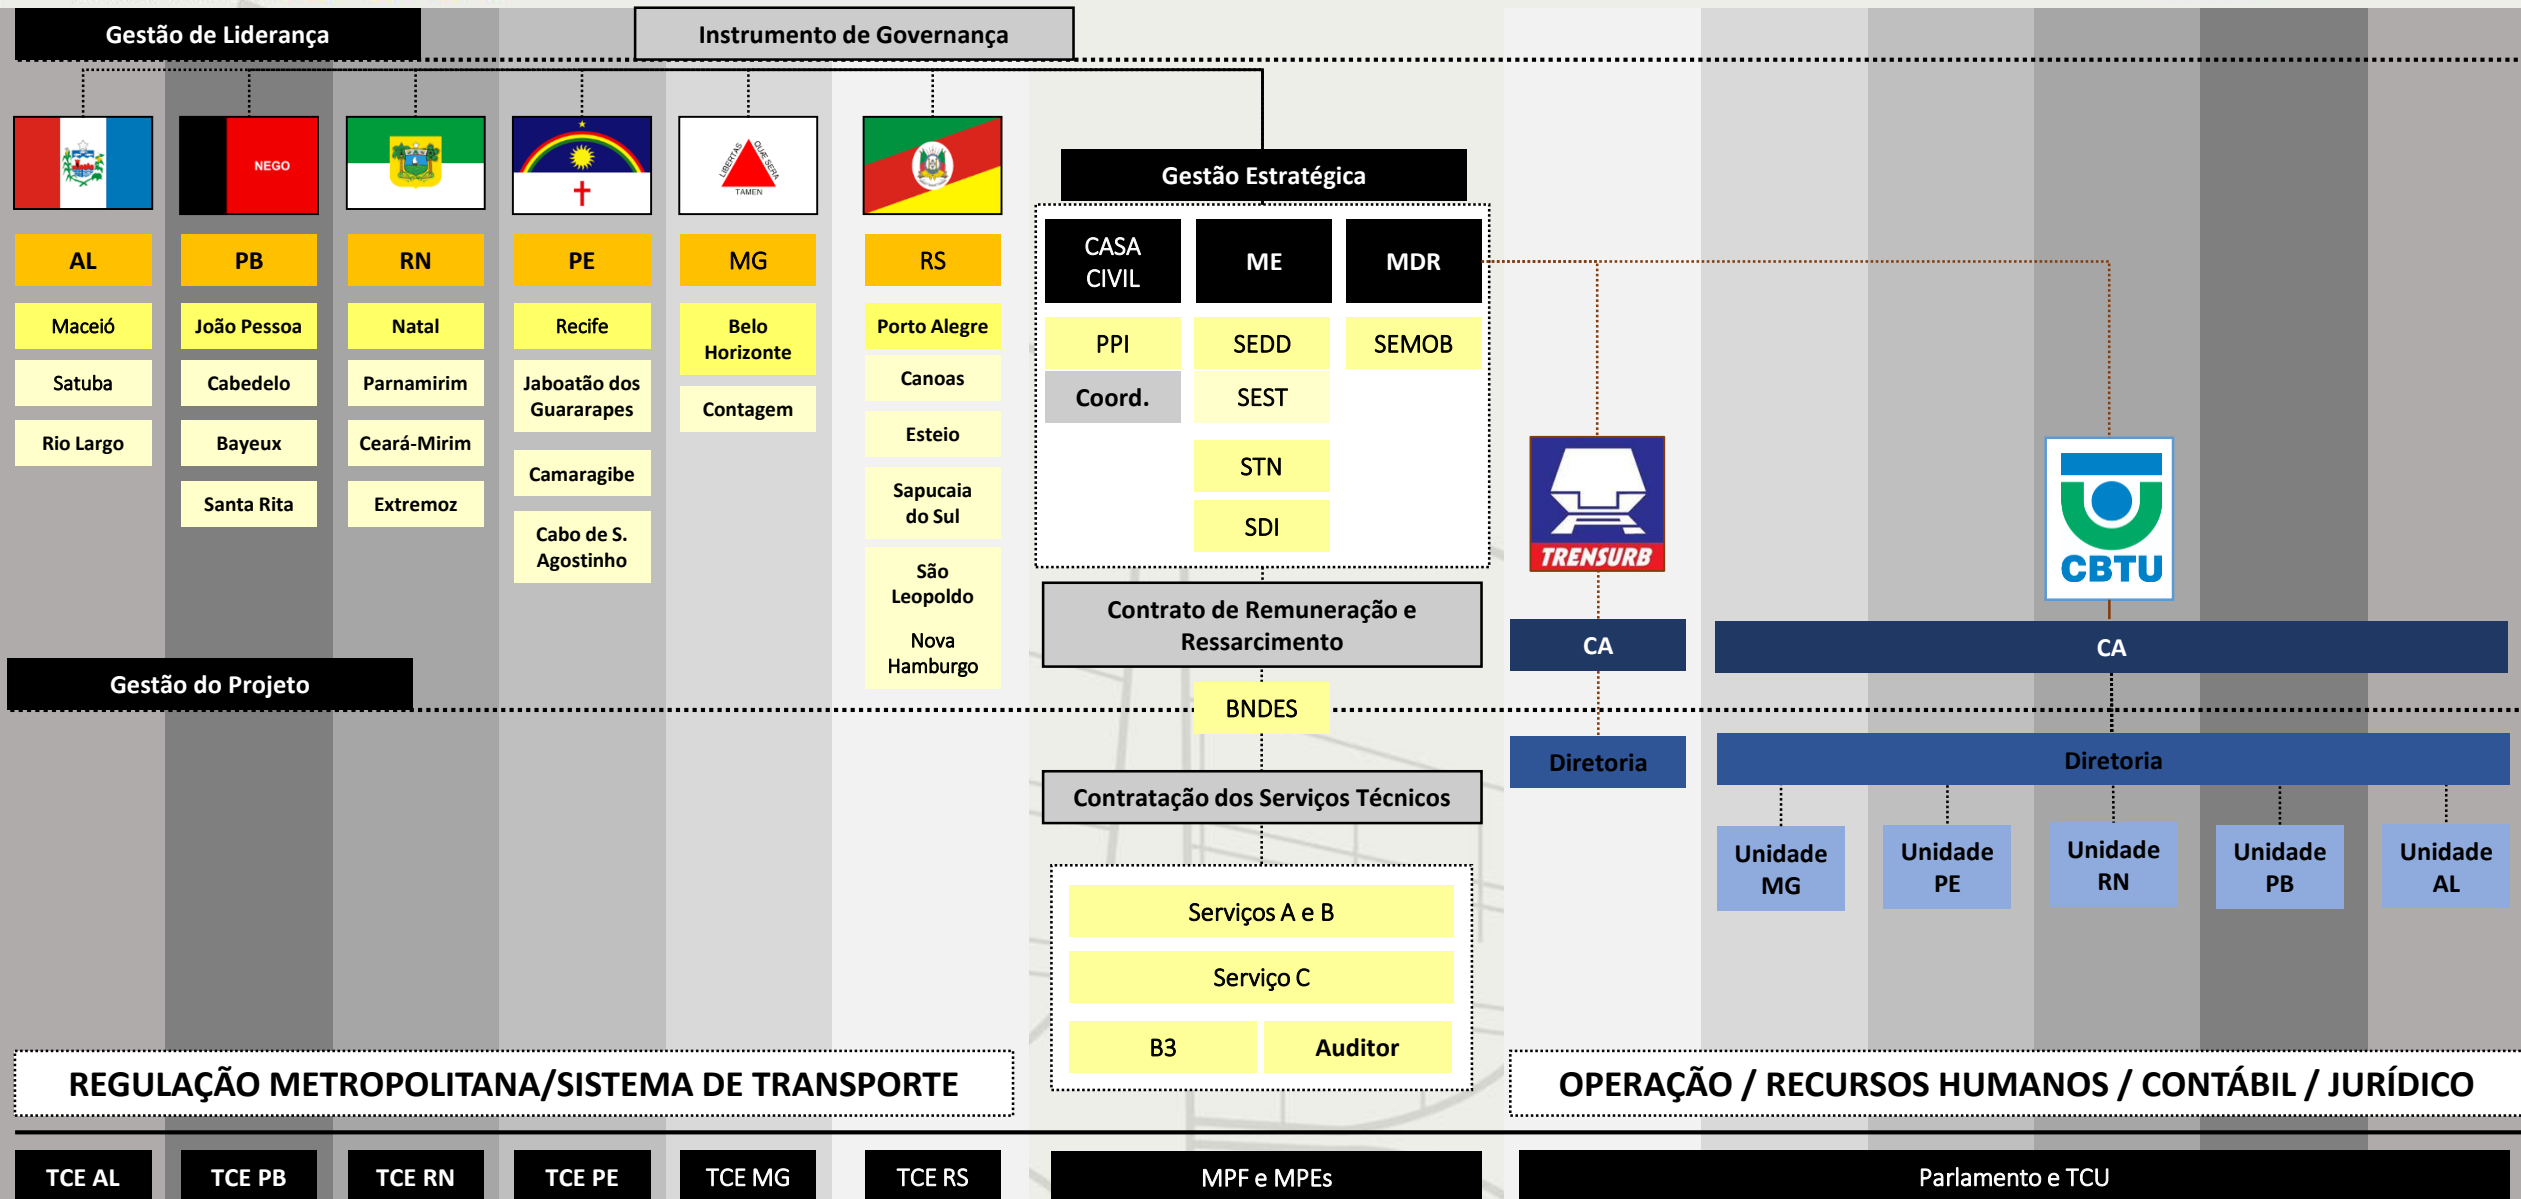 Gestão de Liderança
Instrumento de Governança
NEGO
LIBERTAS QUÆ SERA
TAMEN
Gestão Estratégica
AL
PB
RN
PE
MG
RS
CASA
CIVIL
ME
MDR
Maceió
João Pessoa
Natal
Recife
Belo
Horizonte
Porto Alegre
PPI
SEDD
SEMOB
Satuba
Cabedelo
Parnamirim
Jaboatão dos
Guararapes
Contagem
Canoas
Coord.
SEST
Rio Largo
Bayeux
Ceará-Mirim
Camaragibe
Esteio
STN
Santa Rita
Extremoz
Cabo de S.
Agostinho
Sapucaia
do Sul
SDI
São
Leopoldo
Nova
Hamburgo
TRENSURB
CBTU
Contrato de Remuneração e
Ressarcimento
CA
CA
Gestão do Projeto
BNDES
Diretoria
Diretoria
Contratação dos Serviços Técnicos
Unidade
MG
Unidade
PE
Unidade
RN
Unidade
PB
Unidade
AL
Serviços A e B
Serviço C
B3
Auditor
REGULAÇÃO METROPOLITANA/SISTEMA DE TRANSPORTE
OPERAÇÃO / RECURSOS HUMANOS / CONTÁBIL / JURÍDICO
TCE AL
TCE PB
TCE RN
TCE PE
TCE MG
TCE RS
MPF e MPEs
Parlamento e TCU